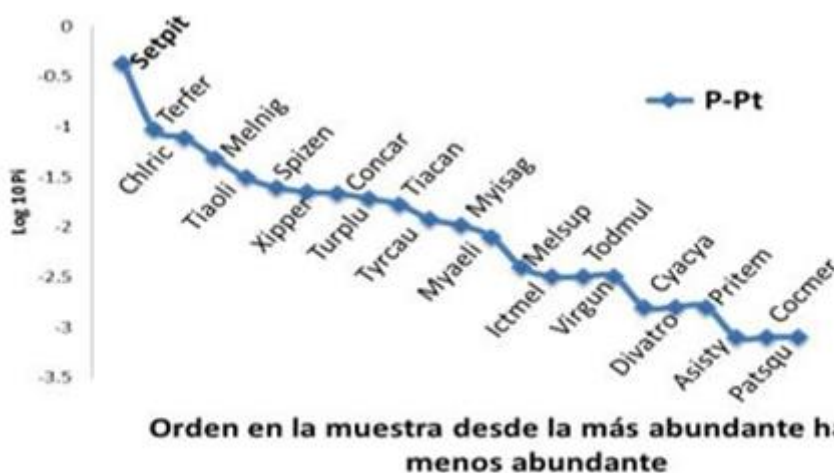 0
-0.5
-1
-1.5
-2
-2.5
-3
-3.5
Log 10Pi
Setpit
Chlric
Terfer
Melnig
Tiaoli
Spizen
Xipper
Concar
Turplu
Tiacan
Tyrcau
Myisag
Myaeli
Melsup
Ictmel
Todmul
Virgun
Cyacya
Divatro
Pritem
Asisty
Cocmer
Patsqu
P-Pt
Orden en la muestra desde la más abundante ha
menos abundante